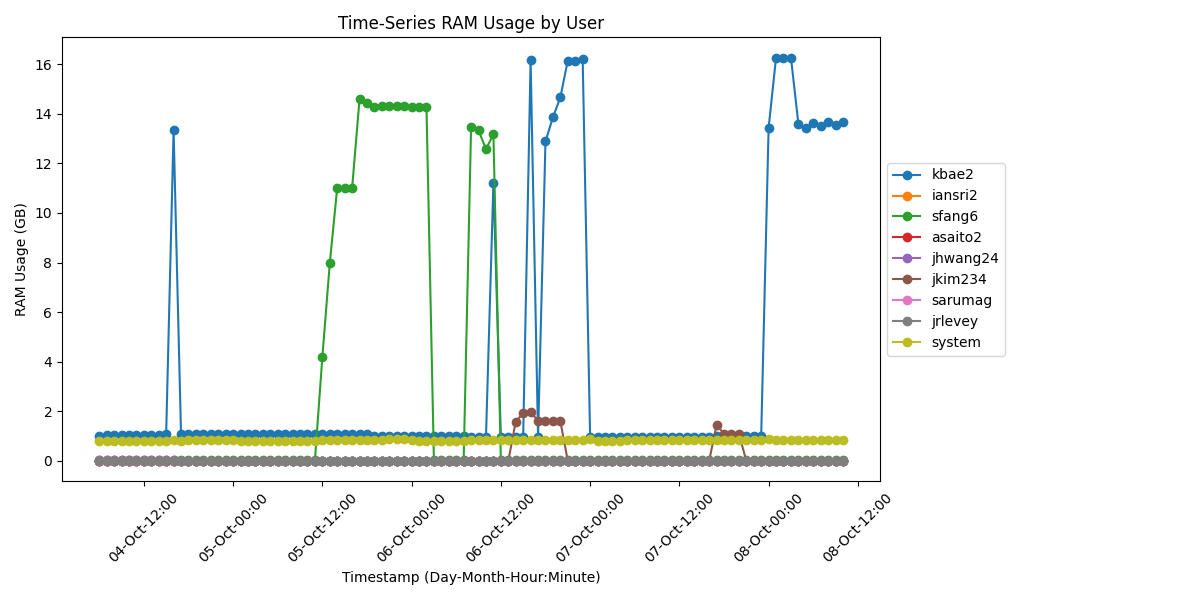 Time-Series RAM Usage by User
RAM Usage (GB)
16
14
12
10
8
6
4
2
0
04-Oct-12:00
05-Oct-00:00
05-Oct-12:00
06-Oct-00:00
06-Oct-12:00
07-Oct-00:00
07-Oct-12:00
08-Oct-00:00
08-Oct-12:00
Timestamp (Day-Month-Hour:Minute)
kbae2
iansri2
sfang6
asaito2
jhwang24
jkim234
sarumag
jrlevey
system